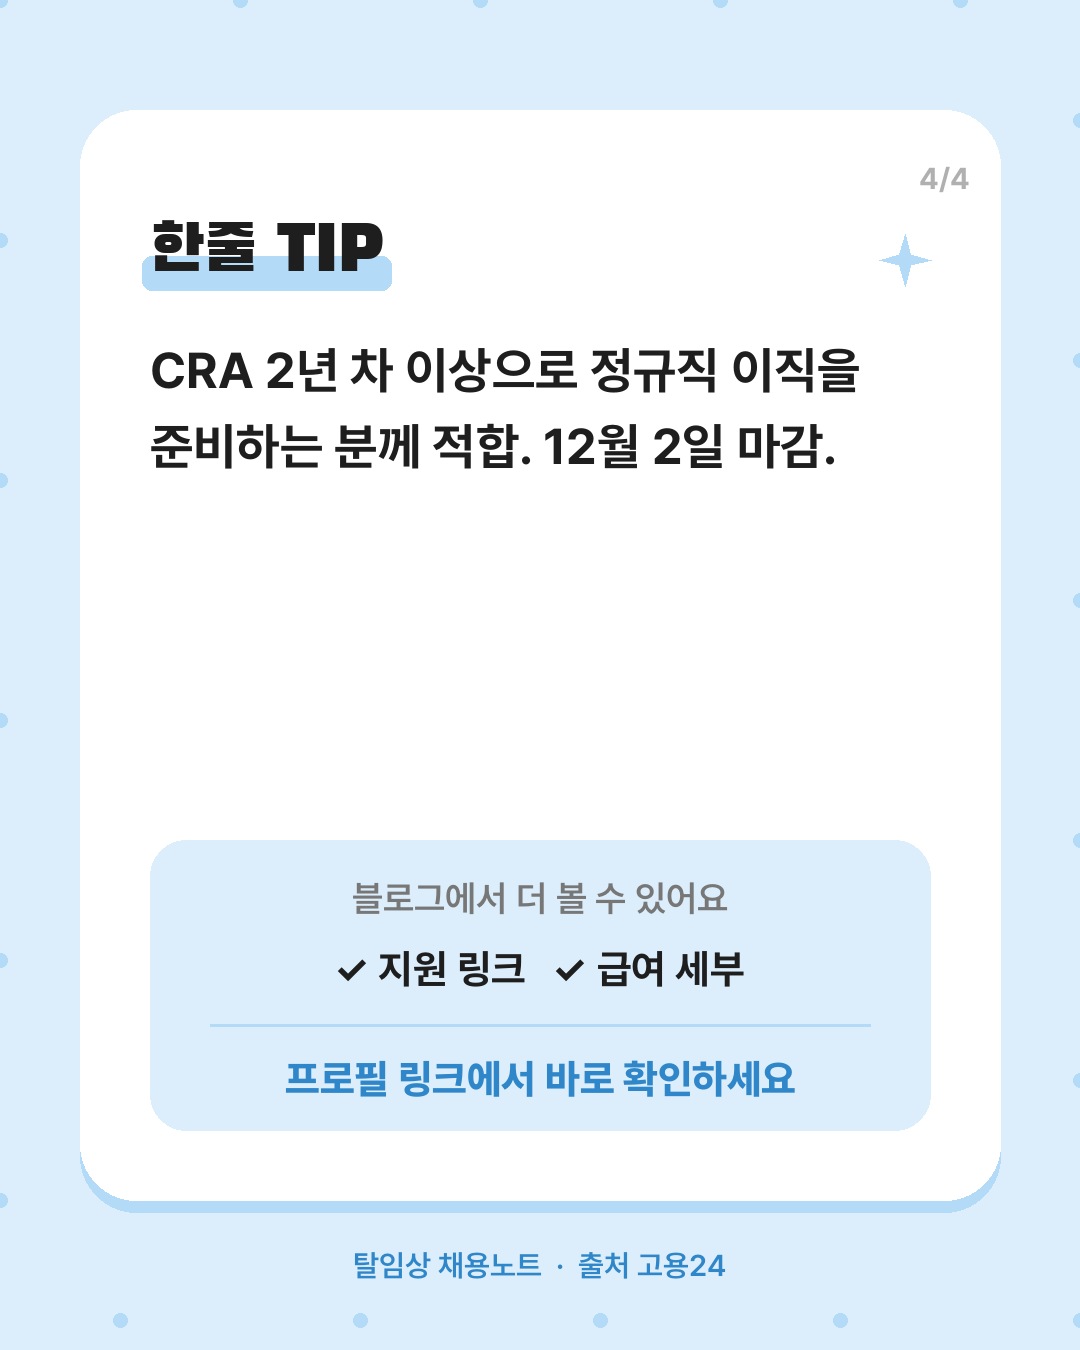 4/4
한줄 TIP
CRA 2년 차 이상으로 정규직 이직을
준비하는 분께 적합. 12월 2일 마감.
블로그에서 더 볼 수 있어요
✓ 지원 링크 ✓ 급여 세부
프로필 링크에서 바로 확인하세요
탈임상 채용노트 · 출처 고용24